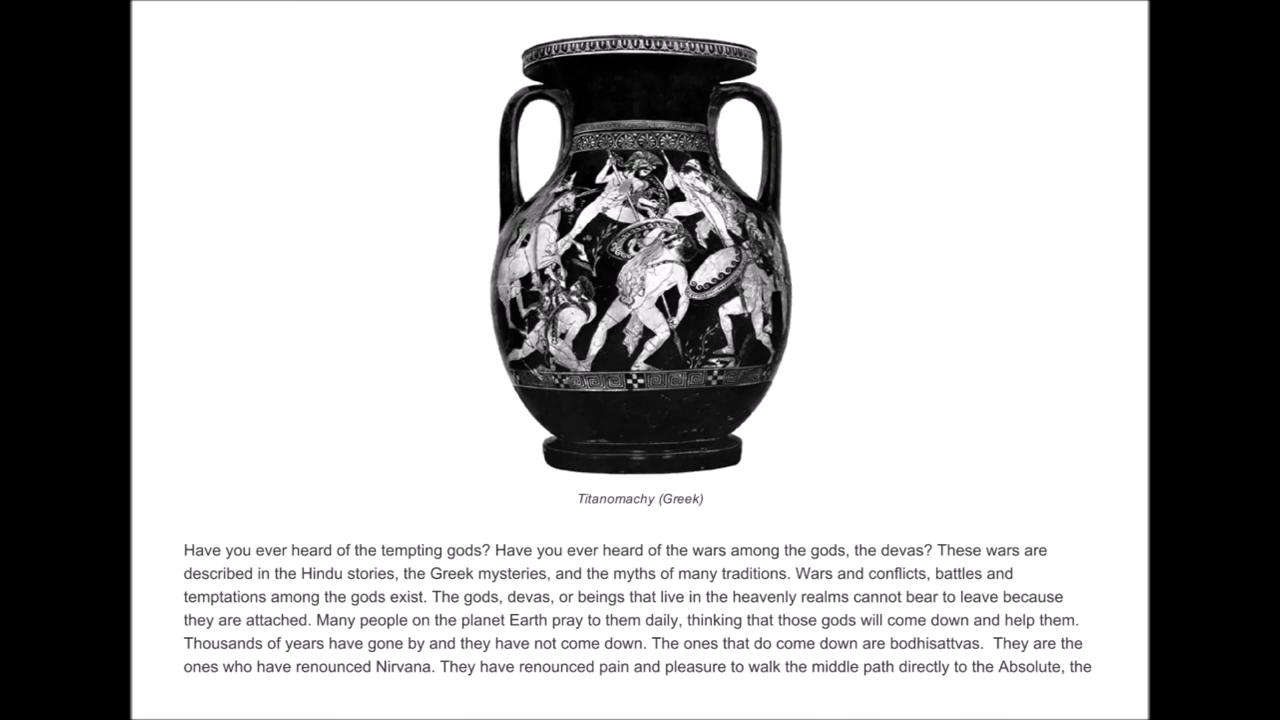 Titanomachy (Greek)
Have you ever heard of the tempting gods? Have you ever heard of the wars among the gods, the devas? These wars are
described in the Hindu stories, the Greek mysteries, and the myths of many traditions. Wars and conflicts, battles and
temptations among the gods exist. The gods, devas, or beings that live in the heavenly realms cannot bear to leave because
they are attached. Many people on the planet Earth pray to them daily, thinking that those gods will come down and help them.
Thousands of years have gone by and they have not come down. The ones that do come down are bodhisattvas.  They are the
ones who have renounced Nirvana. They have renounced pain and pleasure to walk the middle path directly to the Absolute, the